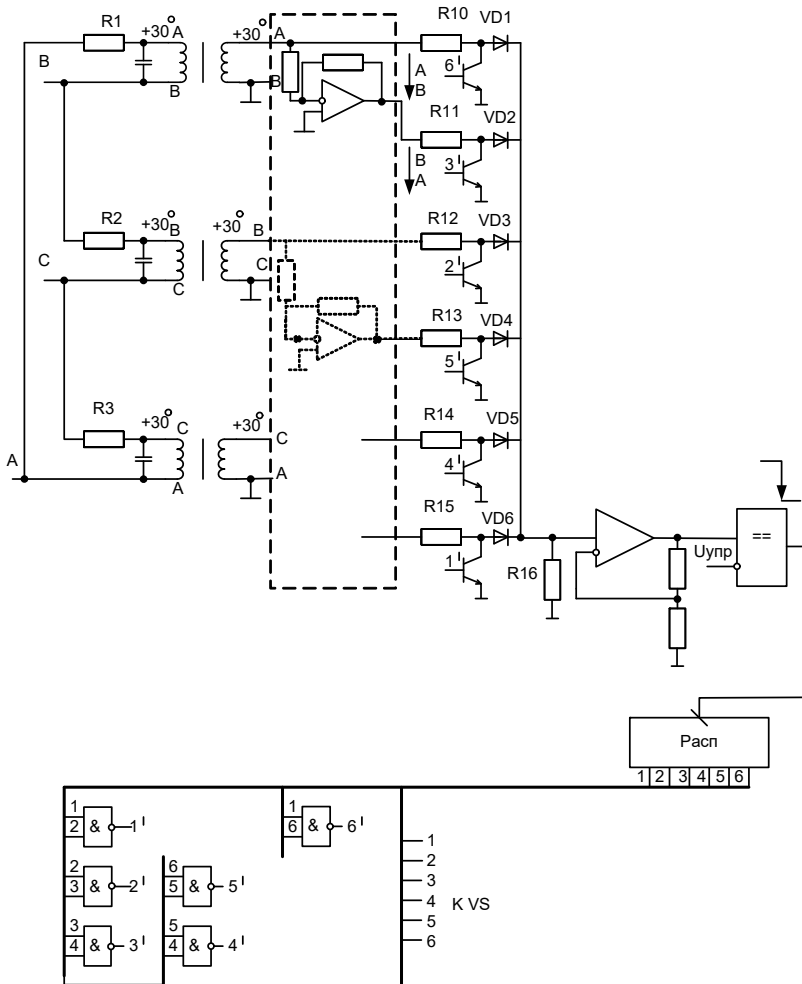 R1
+30° A
+30° A
R10
VD1
B
6'
B
B
A
B
R11
VD2
B
A
3'
R2
+30° B
+30° B
R12
VD3
C
C
C
2'
R13
VD4
5'
R3
+30° C
+30° C
R14
VD5
A
A
A
4'
R15
VD6
1'
R16
Uупр
==
Расп
1 2 3 4 5 6
1
2
&
1'
1
6
&
6'
2
3
&
2'
6
5
&
5'
3
4
&
3'
5
4
&
4'
1
2
3
4
5
6
K VS